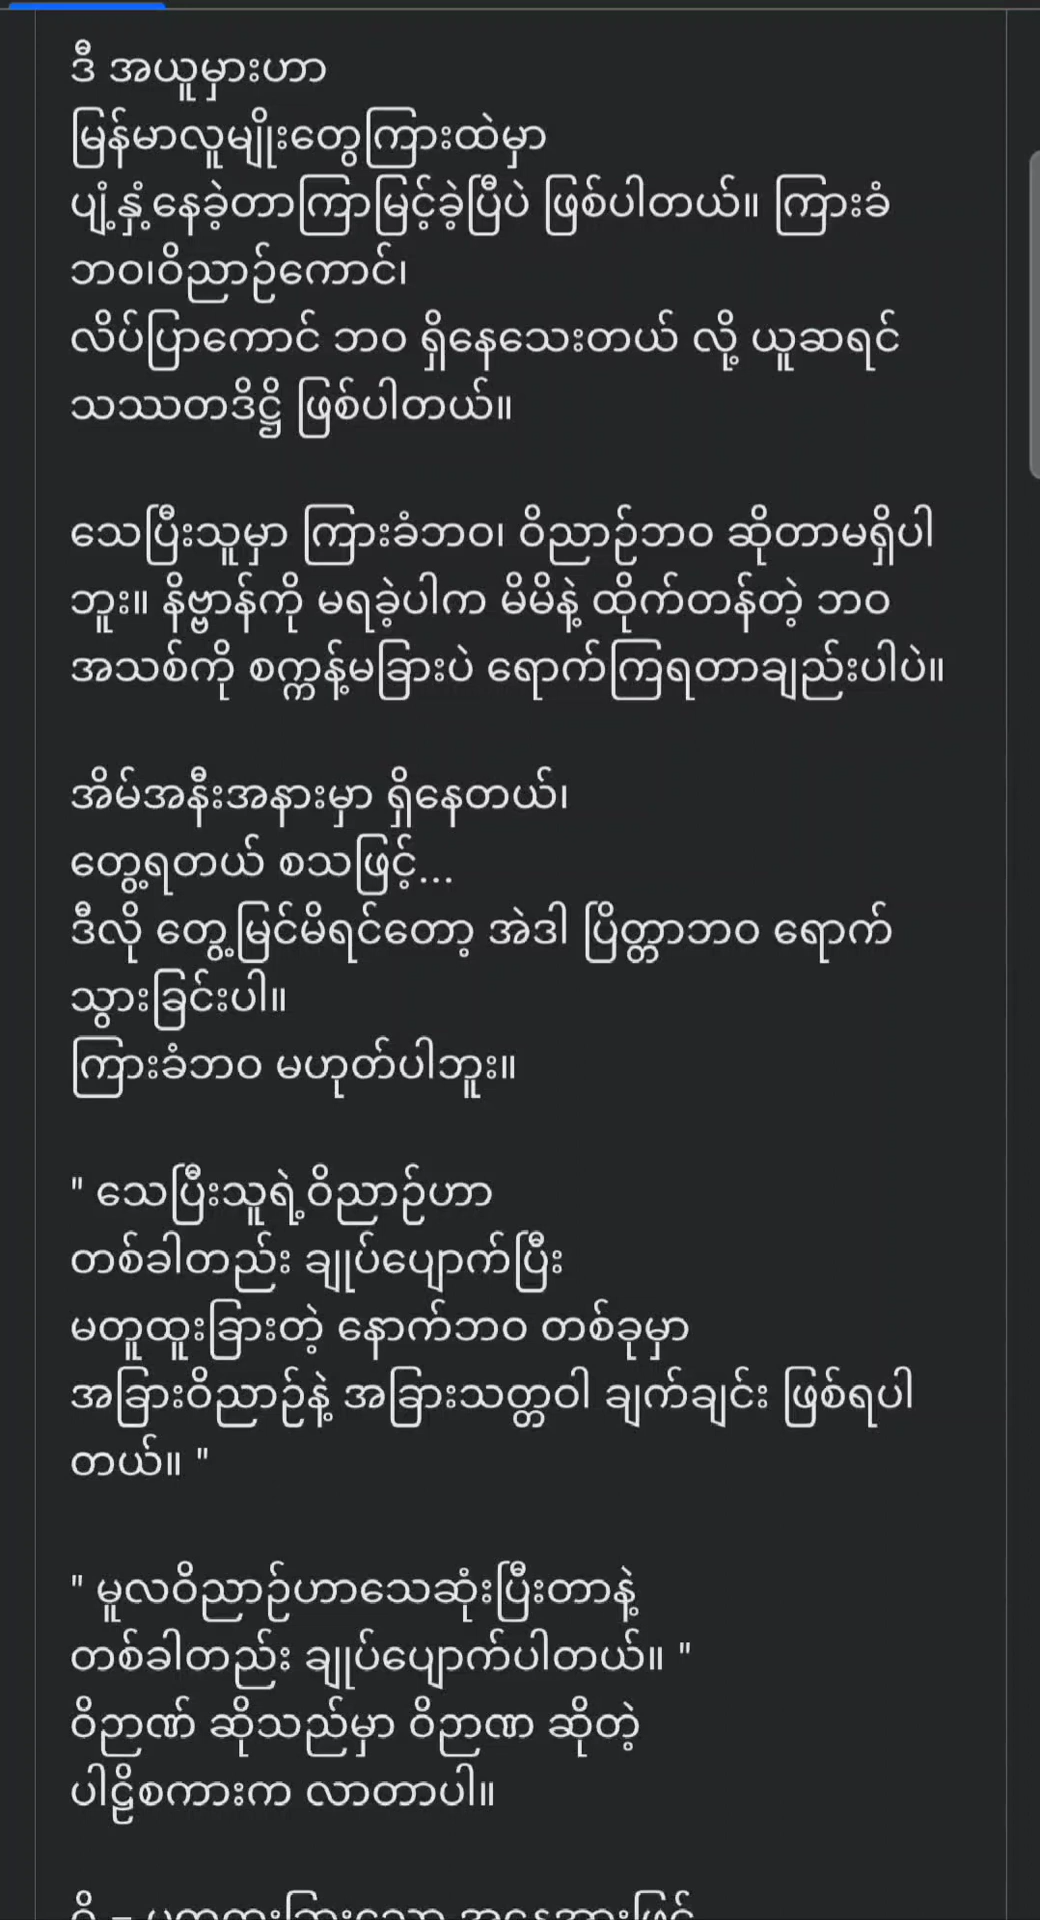 ဒီ အယူမှားဟာ
မြန်မာလူမျိုးတွေကြားထဲမှာ
ပျံ့နှံ့နေခဲ့တာကြာမြင့်ခဲ့ပြီပဲ ဖြစ်ပါတယ်။ ကြားခံ
ဘဝ၊ဝိညာဉ်ကောင်၊
လိပ်ပြာကောင် ဘဝ ရှိနေသေးတယ် လို့ ယူဆရင်
သဿတဒိဋ္ဌိ ဖြစ်ပါတယ်။
သေပြီးသူမှာ ကြားခံဘဝ၊ ဝိညာဉ်ဘဝ ဆိုတာမရှိပါ
ဘူး။ နိဗ္ဗာန်ကို မရခဲ့ပါက မိမိနဲ့ ထိုက်တန်တဲ့ ဘဝ
အသစ်ကို စက္ကန့်မခြားပဲ ရောက်ကြရတာချည်းပါပဲ။
အိမ်အနီးအနားမှာ ရှိနေတယ်၊
တွေ့ရတယ် စသဖြင့်...
ဒီလို တွေ့မြင်မိရင်တော့ အဲဒါ ပြိတ္တာဘဝ ရောက်
သွားခြင်းပါ။
ကြားခံဘဝ မဟုတ်ပါဘူး။
" သေပြီးသူရဲ့ဝိညာဉ်ဟာ
တစ်ခါတည်း ချုပ်ပျောက်ပြီး
မတူထူးခြားတဲ့ နောက်ဘဝ တစ်ခုမှာ
အခြားဝိညာဉ်နဲ့ အခြားသတ္တဝါ ချက်ချင်း ဖြစ်ရပါ
တယ်။ "
" မူလဝိညာဉ်ဟာသေဆုံးပြီးတာနဲ့
တစ်ခါတည်း ချုပ်ပျောက်ပါတယ်။ "
ဝိဉာဏ် ဆိုသည်မှာ ဝိဉာဏ ဆိုတဲ့
ပါဠိစကားက လာတာပါ။